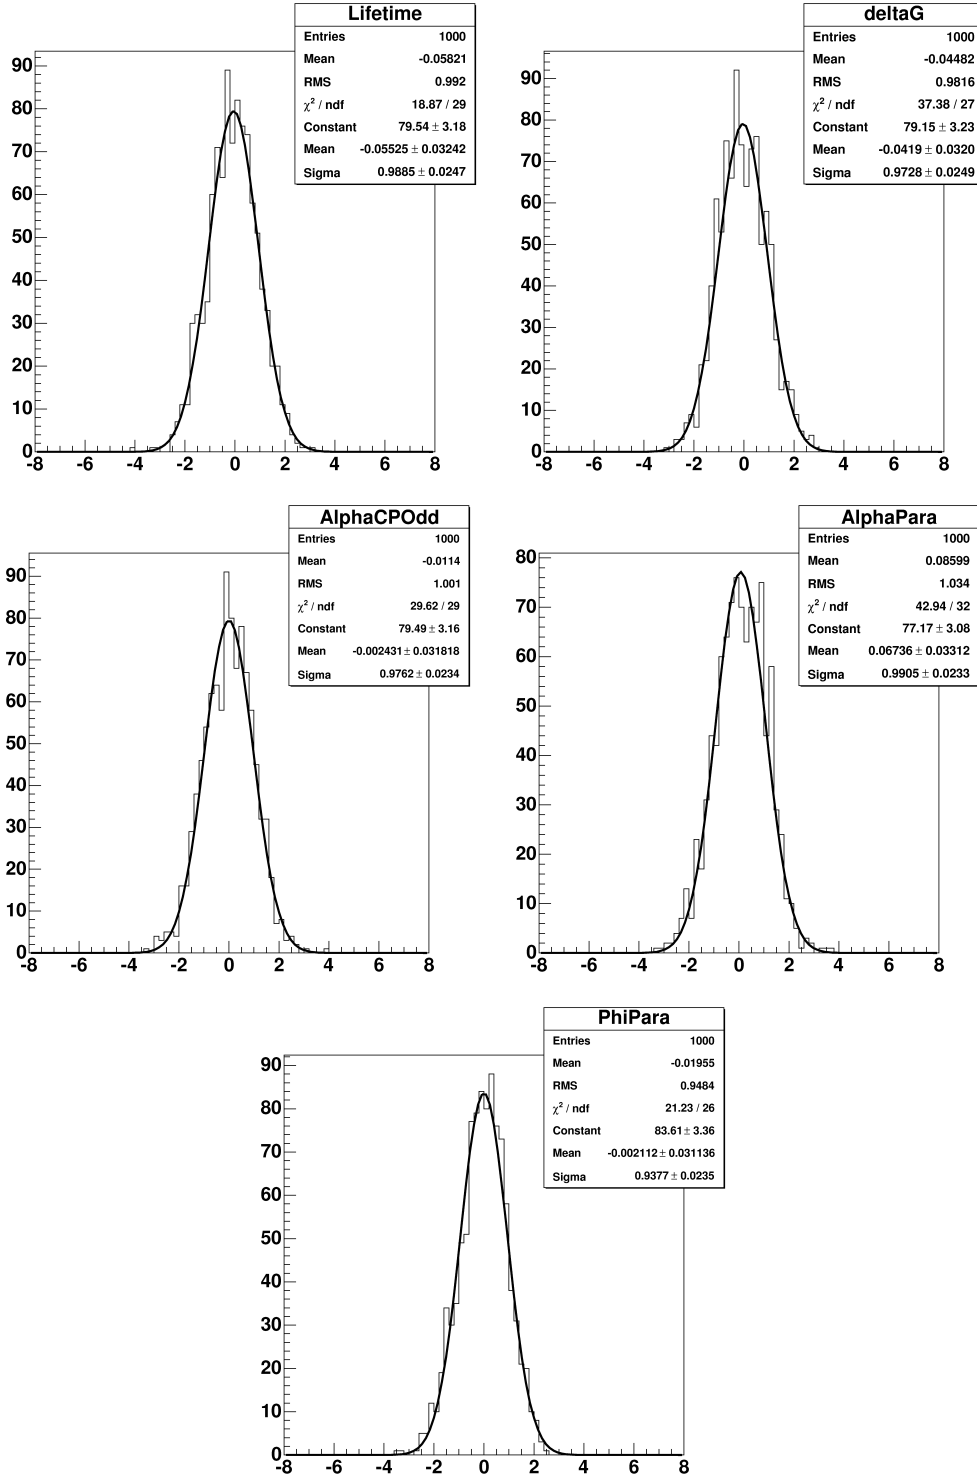 Lifetime
Entries 1000
Mean -0.05821
RMS 0.992
χ² / ndf 18.87 / 29
Constant 79.54 ± 3.18
Mean -0.05525 ± 0.03242
Sigma 0.9885 ± 0.0247
90
80
70
60
50
40
30
20
10
0
-8 -6 -4 -2 0 2 4 6 8
deltaG
Entries 1000
Mean -0.04482
RMS 0.9816
χ² / ndf 37.38 / 27
Constant 79.15 ± 3.23
Mean -0.0419 ± 0.0320
Sigma 0.9728 ± 0.0249
90
80
70
60
50
40
30
20
10
0
-8 -6 -4 -2 0 2 4 6 8
AlphaCPOdd
Entries 1000
Mean -0.0114
RMS 1.001
χ² / ndf 29.62 / 29
Constant 79.49 ± 3.16
Mean -0.002431 ± 0.031818
Sigma 0.9762 ± 0.0234
90
80
70
60
50
40
30
20
10
0
-8 -6 -4 -2 0 2 4 6 8
AlphaPara
Entries 1000
Mean 0.08599
RMS 1.034
χ² / ndf 42.94 / 32
Constant 77.17 ± 3.08
Mean 0.06736 ± 0.03312
Sigma 0.9905 ± 0.0233
80
70
60
50
40
30
20
10
0
-8 -6 -4 -2 0 2 4 6 8
PhiPara
Entries 1000
Mean -0.01955
RMS 0.9484
χ² / ndf 21.23 / 26
Constant 83.61 ± 3.36
Mean -0.002112 ± 0.031136
Sigma 0.9377 ± 0.0235
90
80
70
60
50
40
30
20
10
0
-8 -6 -4 -2 0 2 4 6 8